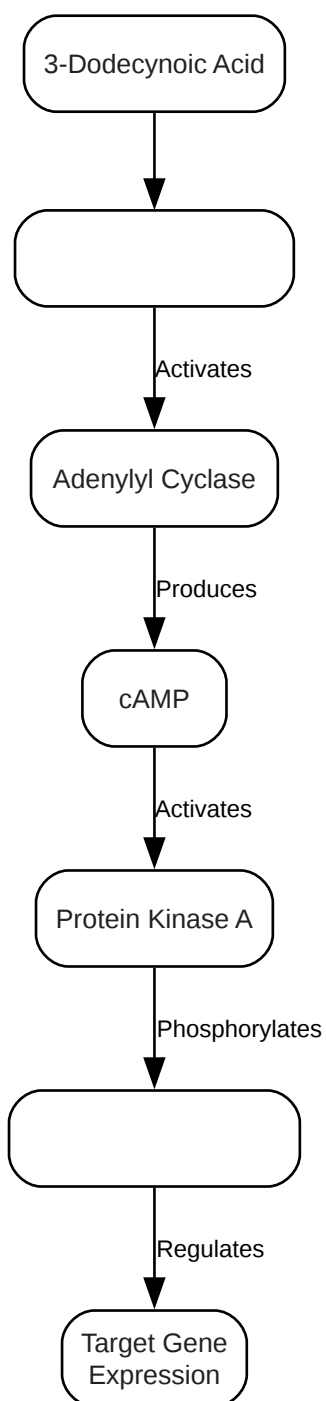 3-Dodecynoic Acid
Activates
Adenylyl Cyclase
Produces
cAMP
Activates
Protein Kinase A
Phosphorylates
Regulates
Target Gene
Expression